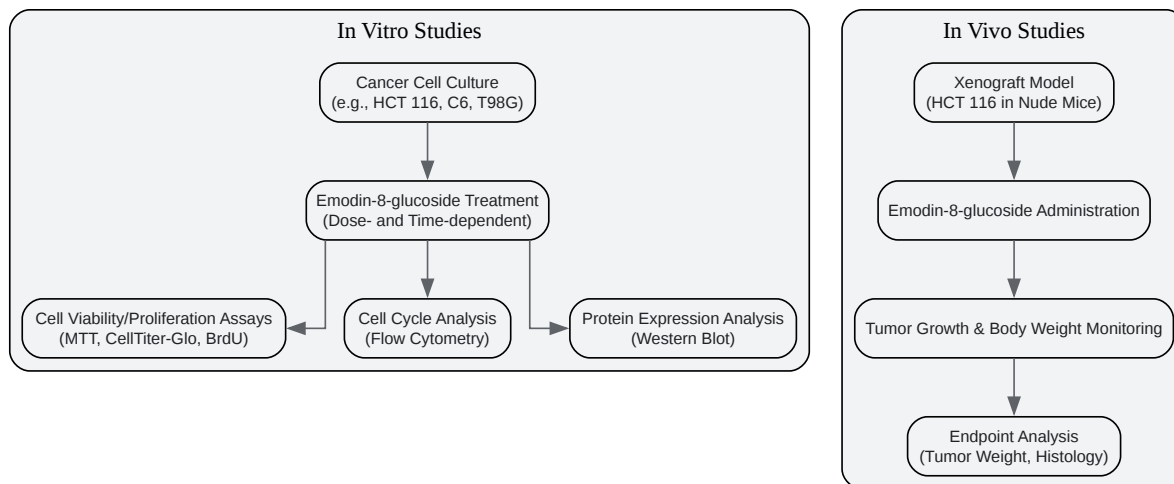 In Vitro Studies
Cancer Cell Culture
(e.g., HCT 116, C6, T98G)
Emodin-8-glucoside Treatment
(Dose- and Time-dependent)
Cell Viability/Proliferation Assays
(MTT, CellTiter-Glo, BrdU)
Cell Cycle Analysis
(Flow Cytometry)
Protein Expression Analysis
(Western Blot)
In Vivo Studies
Xenograft Model
(HCT 116 in Nude Mice)
Emodin-8-glucoside Administration
Tumor Growth & Body Weight Monitoring
Endpoint Analysis
(Tumor Weight, Histology)